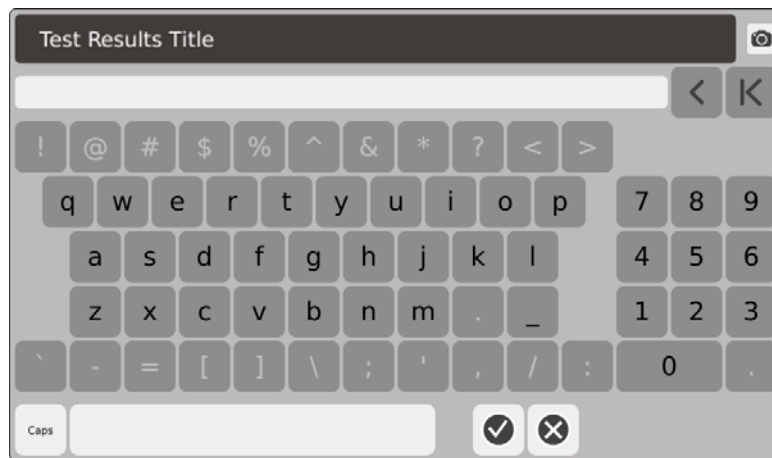 Test Results Title
! @ # $ % ^ & * ? < >
q w e r t y u i o p 7 8 9
a s d f g h j k l 4 5 6
z x c v b n m . _ 1 2 3
` - = [ ] \ ; ' , / : 0 .
Caps